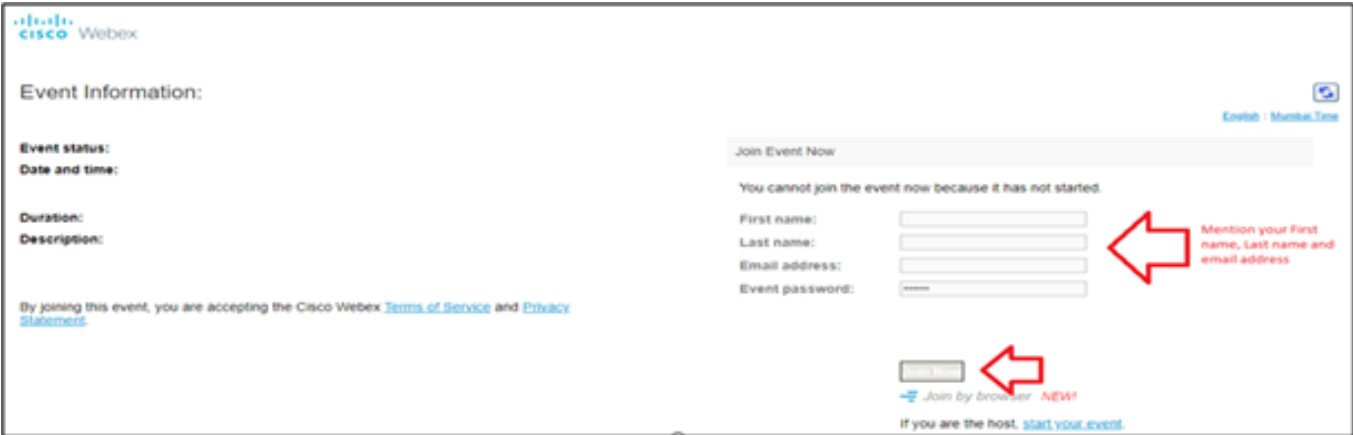 CISCO Webex
Event Information:
English : Mumbai Time
Event status:
Date and time:
Duration:
Description:
By joining this event, you are accepting the Cisco Webex Terms of Service and Privacy
Statement.
Join Event Now
You cannot join the event now because it has not started.
First name:
Last name:
Email address:
Event password:
Mention your First
name, Last name and
email address
Join Now
Join by browser NEW!
If you are the host, start your event.